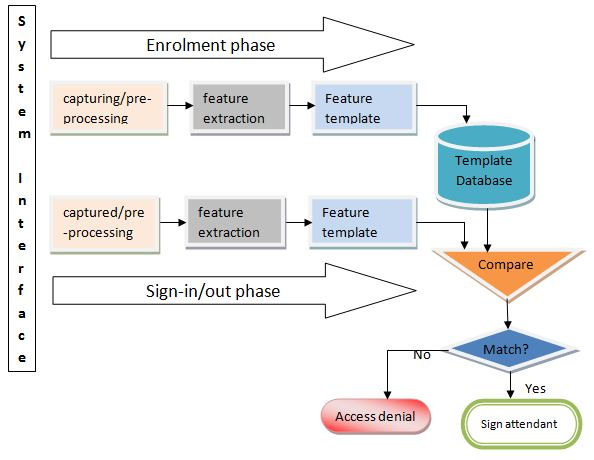 System Interface
Enrolment phase
capturing/pre-
processing
feature
extraction
Feature
template
Template
Database
captured/pre
-processing
feature
extraction
Feature
template
Compare
Sign-in/out phase
Match?
No
Yes
Access denial
Sign attendant